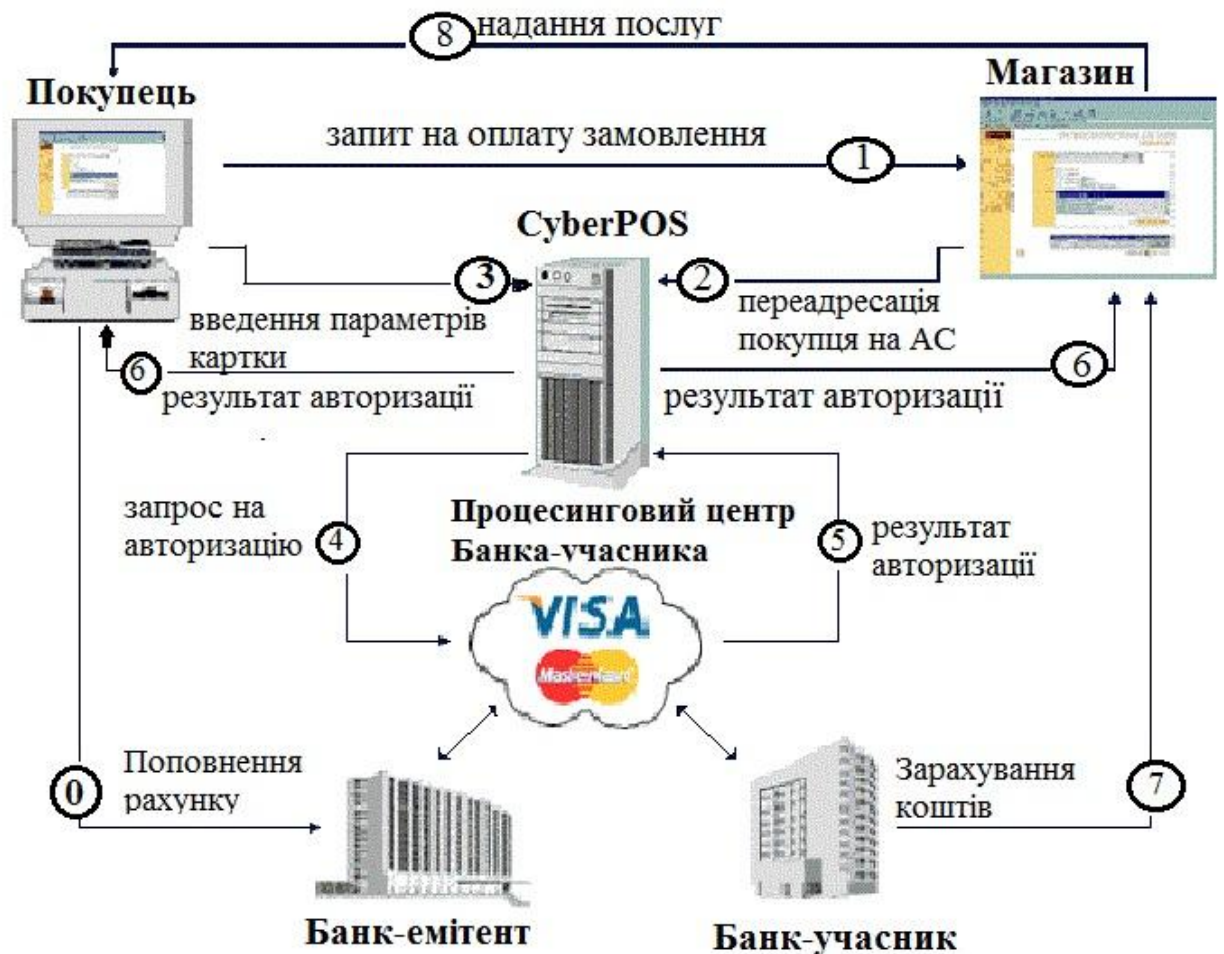 8 надання послуг
Покупець
Магазин
запит на оплату замовлення
1
CyberPOS
3
2
введення параметрів
картки
переадресація
покупця на АС
6
результат авторизації
6
результат авторизації
запрос на
авторизацію
4
Процесинговий центр
Банка-учасника
5
результат
авторизації
VISA
MasterCard
0
Поповнення
рахунку
Зарахування
коштів
7
Банк-емітент
Банк-учасник